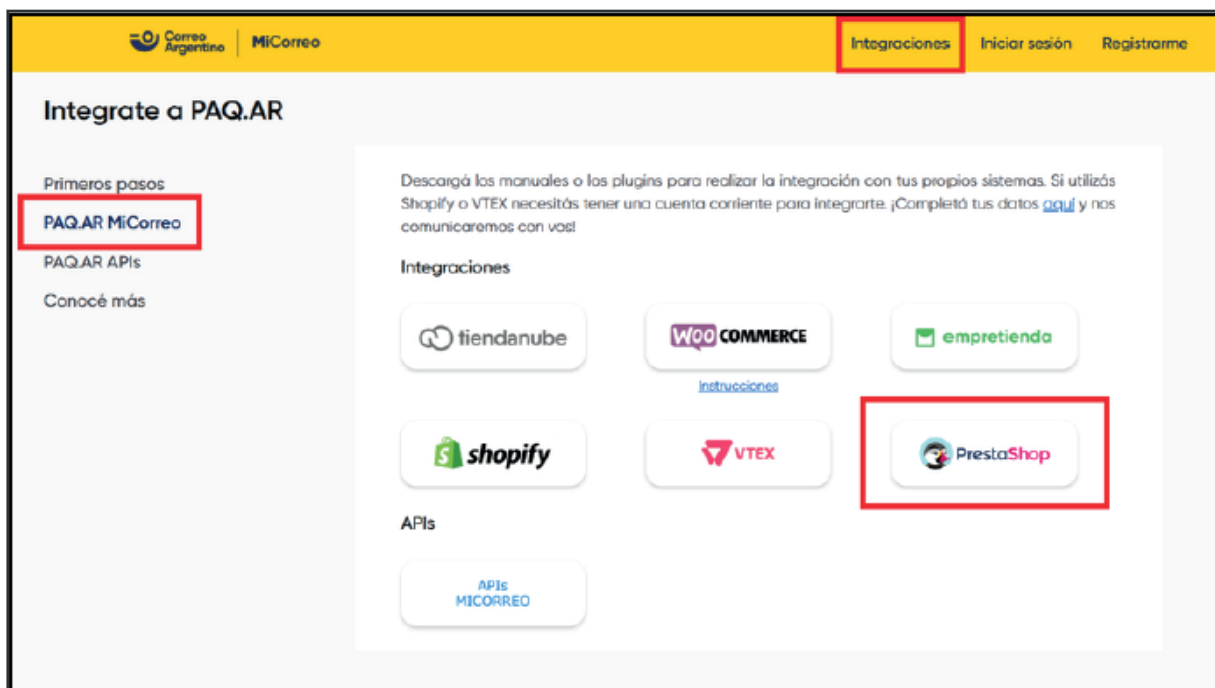 Correo
Argentino
MiCorreo
Integraciones
Iniciar sesión
Registrarme
Integrate a PAQ.AR
Primeros pasos
PAQ.AR MiCorreo
PAQ.AR APIs
Conocé más
Descargá los manuales o los plugins para realizar la integración con tus propios sistemas. Si utilizás
Shopify o VTEX necesitás tener una cuenta corriente para integrarte. ¡Completá tus datos aquí y nos
comunicaremos con vos!
Integraciones
tiendanube
WOO COMMERCE
empretienda
Instrucciones
shopify
VTEX
PrestaShop
APIs
APIs
MICORREO